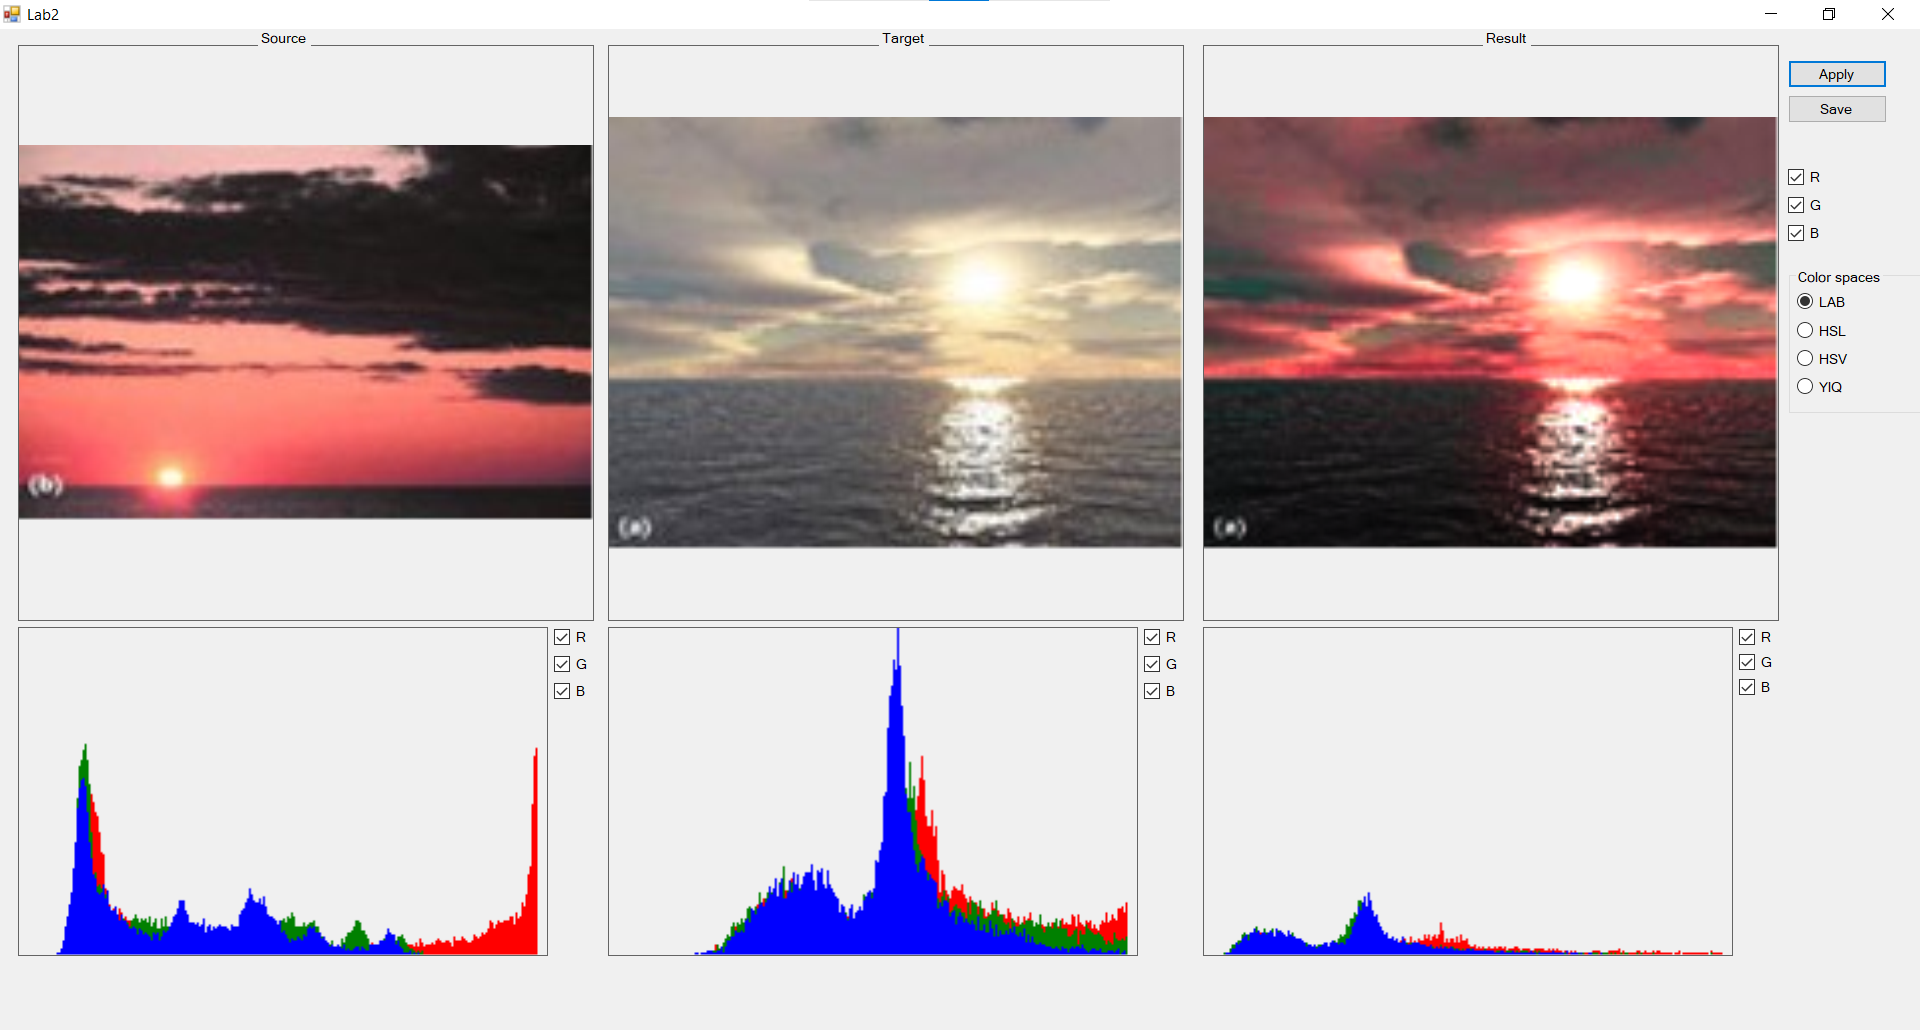 Lab2
Source
Target
Result
Apply
Save
R
G
B
Color spaces
LAB
HSL
HSV
YIQ
(b)
(a)
(a)
R
G
B
R
G
B
R
G
B